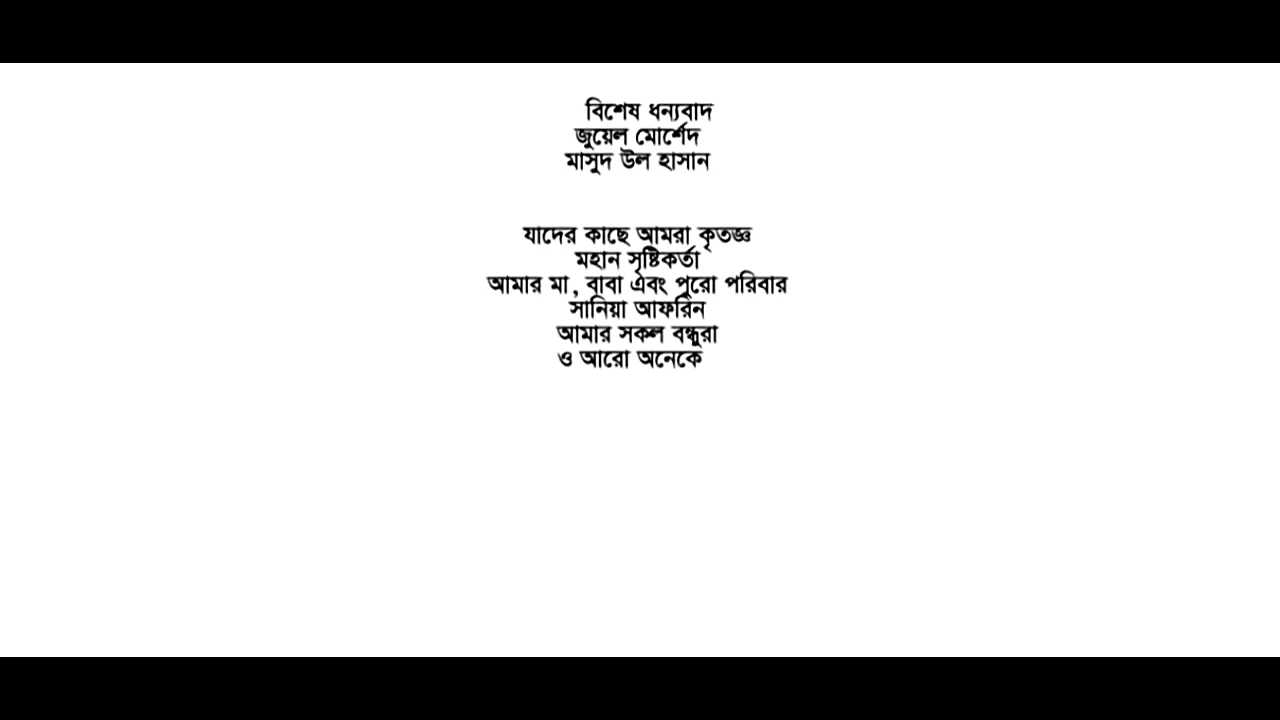 বিশেষ ধন্যবাদ
জুয়েল মোর্শেদ
মাসুদ উল হাসান
যাদের কাছে আমরা কৃতজ্ঞ
মহান সৃষ্টিকর্তা
আমার মা, বাবা এবং পুরো পরিবার
সানিয়া আফরিন
আমার সকল বন্ধুরা
ও আরো অনেকে